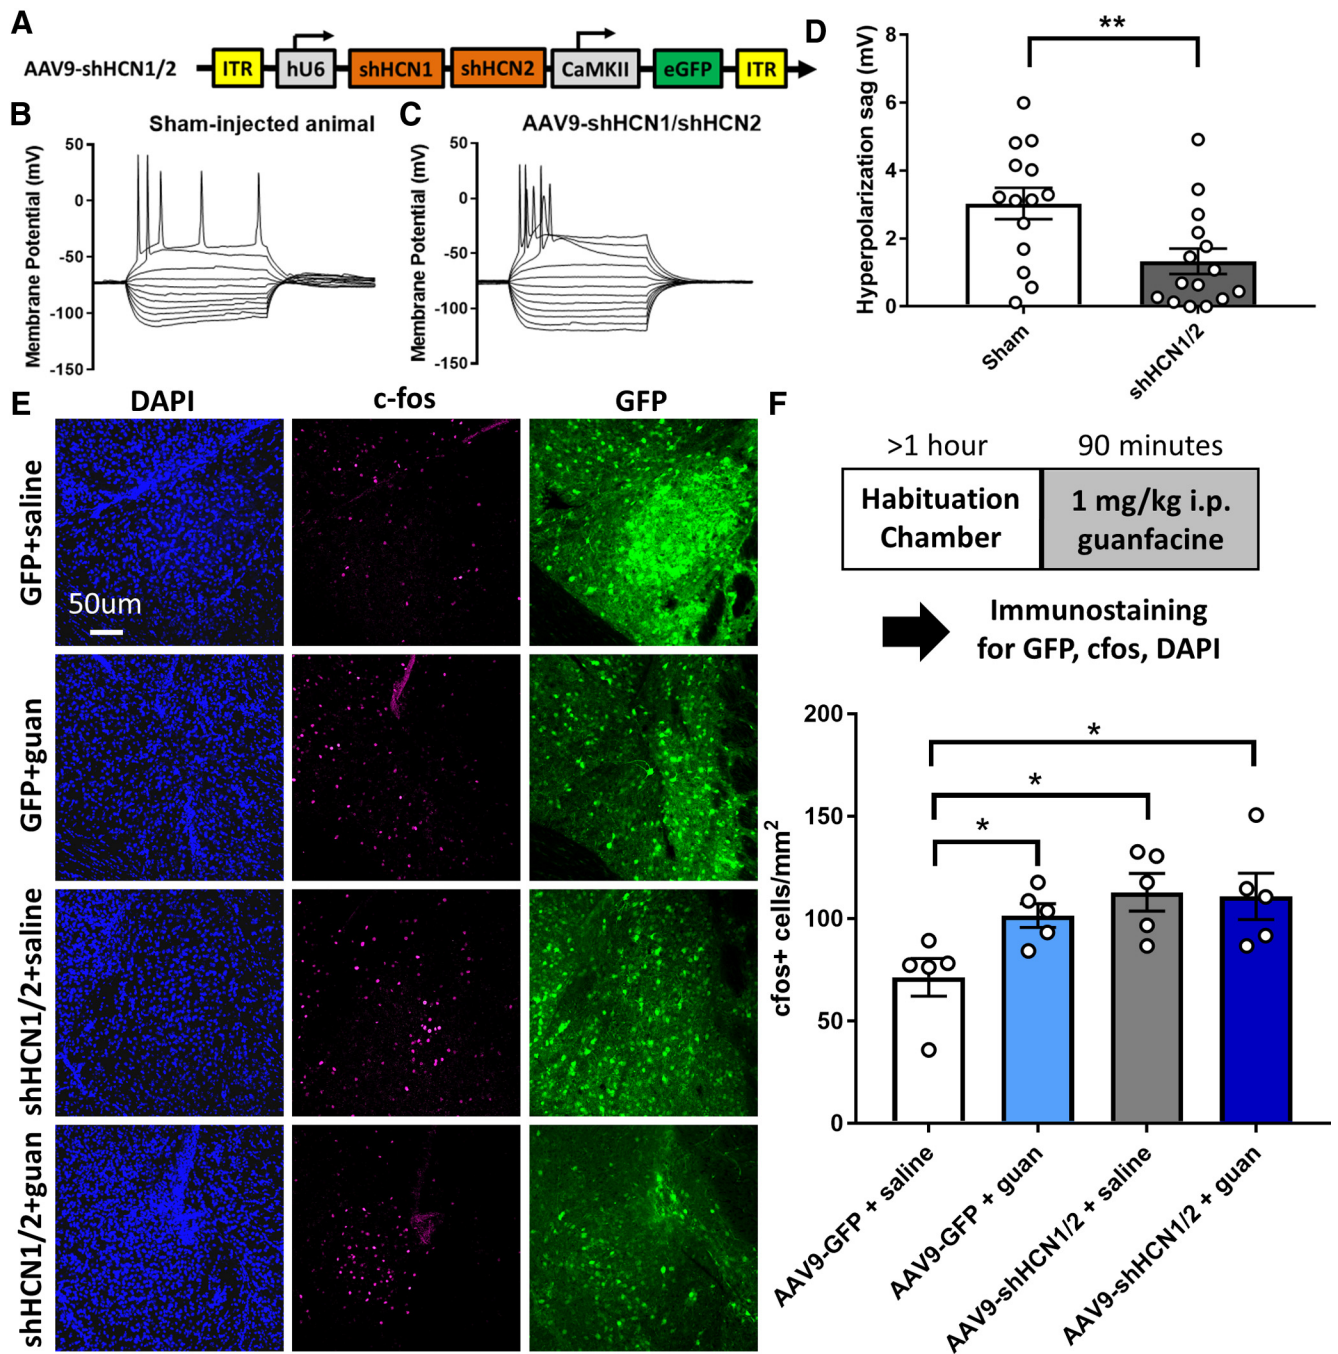 A
AAV9-shHCN1/2
ITR hU6 shHCN1 shHCN2 CaMKII eGFP ITR
B
Sham-injected animal
Membrane Potential (mV)
50
0
-50
-100
-150
C
AAV9-shHCN1/shHCN2
Membrane Potential (mV)
50
0
-50
-100
-150
D
Hyperpolarization sag (mV)
8
6
4
2
0
**
Sham
shHCN1/2
E
DAPI c-fos GFP
GFP+saline
50um
GFP+guan
shHCN1/2+saline
shHCN1/2+guan
F
>1 hour 90 minutes
Habituation
Chamber
1 mg/kg i.p.
guanfacine
Immunostaining
for GFP, cfos, DAPI
cfos+ cells/mm²
200
150
100
50
0
*
*
*
AAV9-GFP + saline
AAV9-GFP + guan
AAV9-shHCN1/2 + saline
AAV9-shHCN1/2 + guan